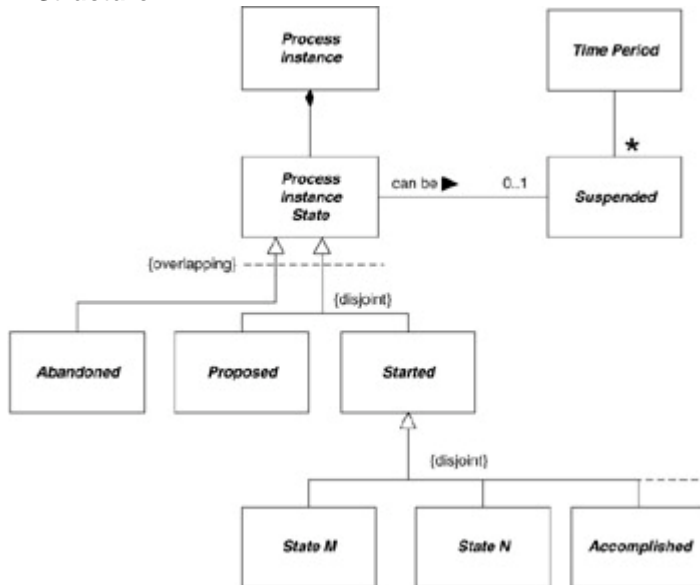 Structure
Process
instance
Time Period
*
Process
instance
State
can be
0..1
Suspended
{overlapping}
{disjoint}
Abandoned
Proposed
Started
{disjoint}
State M
State N
Accomplished